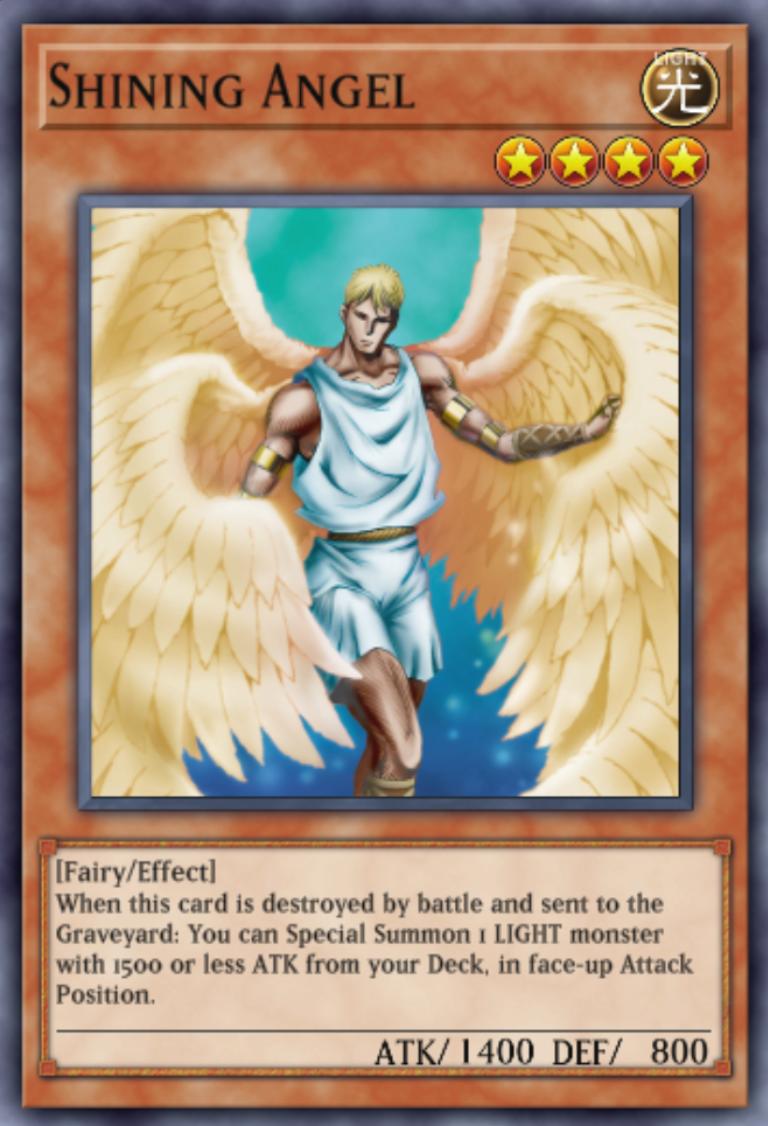 SHINING ANGEL
LIGHT
光
[Fairy/Effect]
When this card is destroyed by battle and sent to the
Graveyard: You can Special Summon 1 LIGHT monster
with 1500 or less ATK from your Deck, in face-up Attack
Position.
ATK/ 1400 DEF/ 800